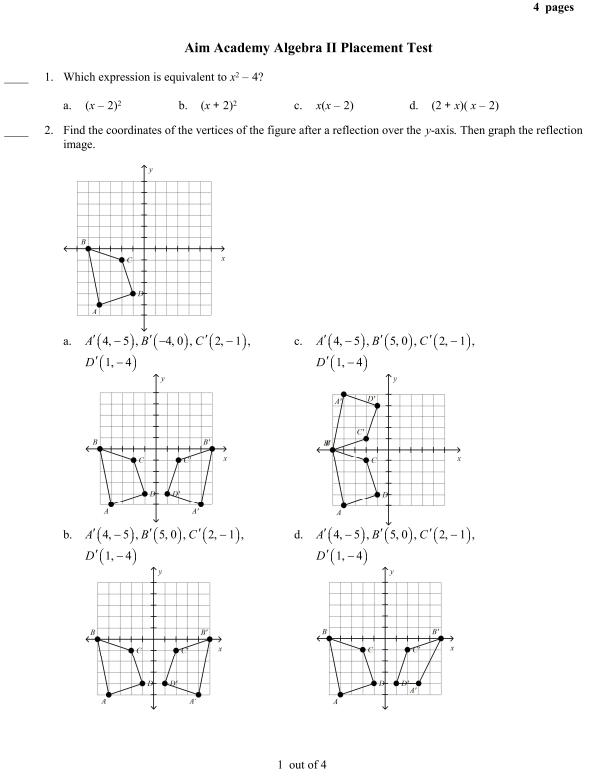 4 pages
Aim Academy Algebra II Placement Test
____ 1. Which expression is equivalent to x² – 4?
a. (x – 2)² b. (x + 2)² c. x(x – 2) d. (2 + x)( x – 2)
____ 2. Find the coordinates of the vertices of the figure after a reflection over the y-axis. Then graph the reflection
image.
y
B
x
C
D
A
a. A′(4, – 5), B′(–4, 0), C′(2, – 1),
D′(1, – 4)
y
B B′
x
C
D D′
A A′
c. A′(4, – 5), B′(5, 0), C′(2, – 1),
D′(1, – 4)
y
A′ D′
C′
x
C
D
A
b. A′(4, – 5), B′(5, 0), C′(2, – 1),
D′(1, – 4)
y
B B′
x
C C′
D D′
A A′
d. A′(4, – 5), B′(5, 0), C′(2, – 1),
D′(1, – 4)
y
B B′
x
C C′
D D′
A A′
1 out of 4